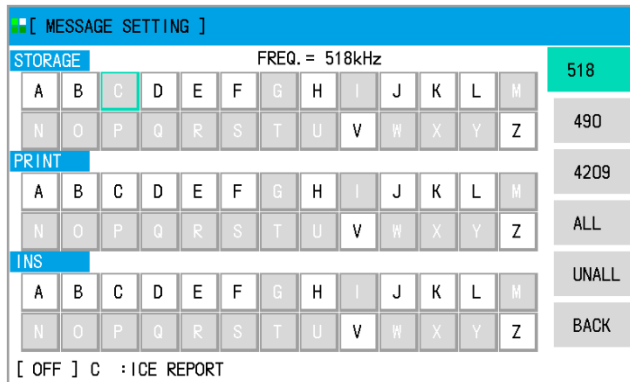 [ MESSAGE SETTING ]
STORAGE FREQ. = 518kHz
A B C D E F G H I J K L M
N O P Q R S T U V W X Y Z
PRINT
A B C D E F G H I J K L M
N O P Q R S T U V W X Y Z
INS
A B C D E F G H I J K L M
N O P Q R S T U V W X Y Z
[ OFF ] C :ICE REPORT
518
490
4209
ALL
UNALL
BACK